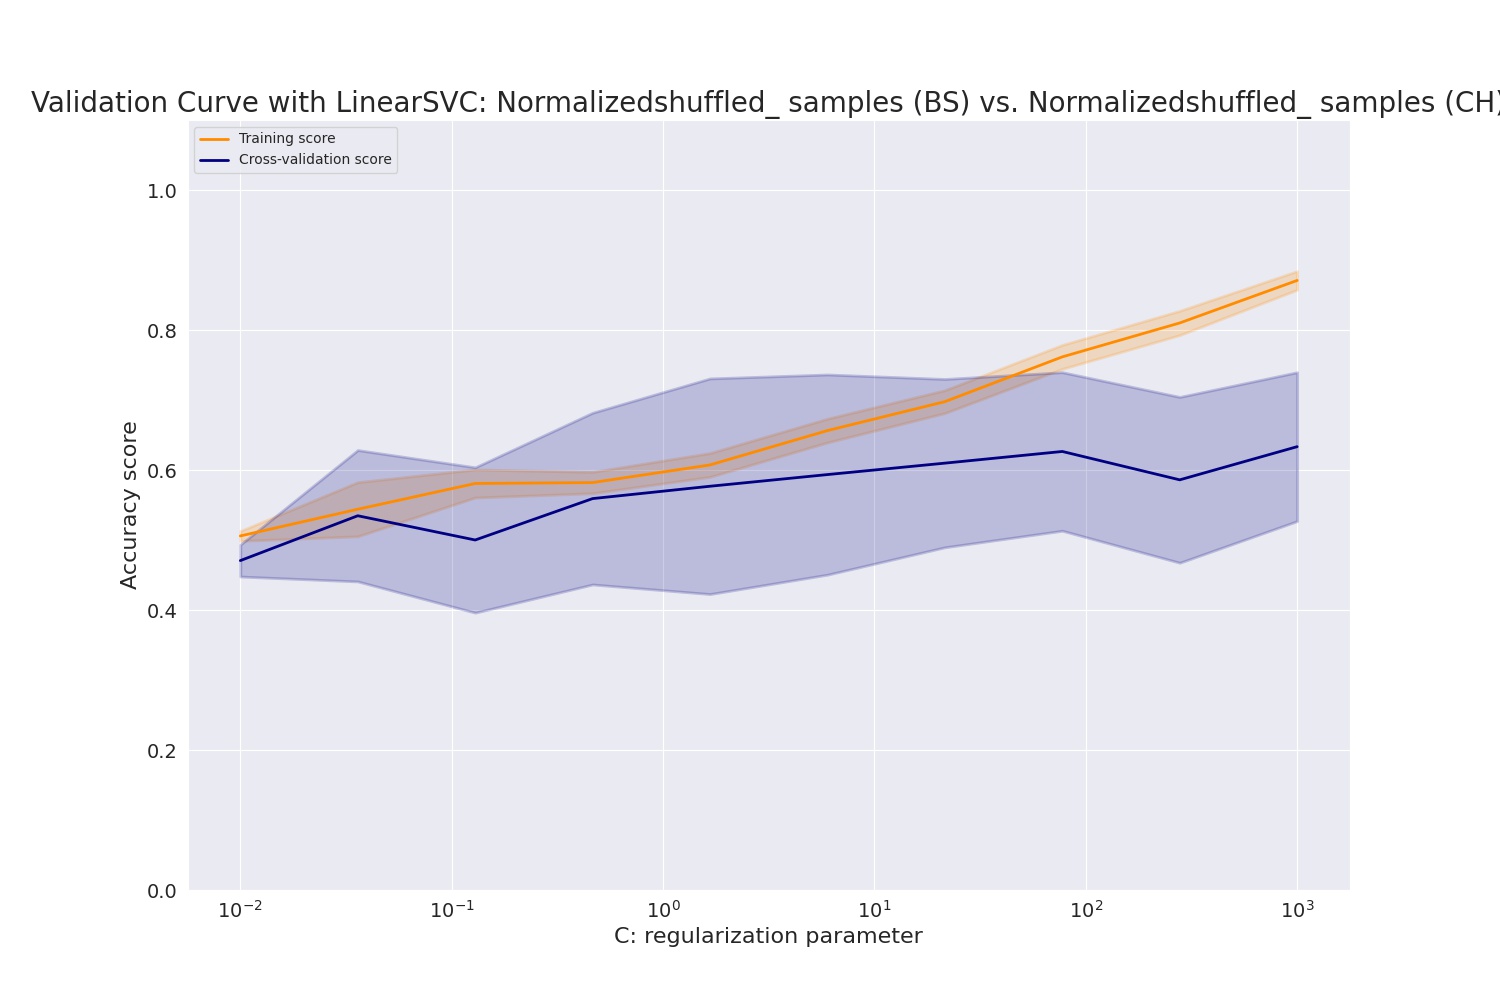 Validation Curve with LinearSVC: Normalizedshuffled_ samples (BS) vs. Normalizedshuffled_ samples (CH)
Training score
Cross-validation score
1.0
0.8
0.6
0.4
0.2
0.0
Accuracy score
10⁻² 10⁻¹ 10⁰ 10¹ 10² 10³
C: regularization parameter